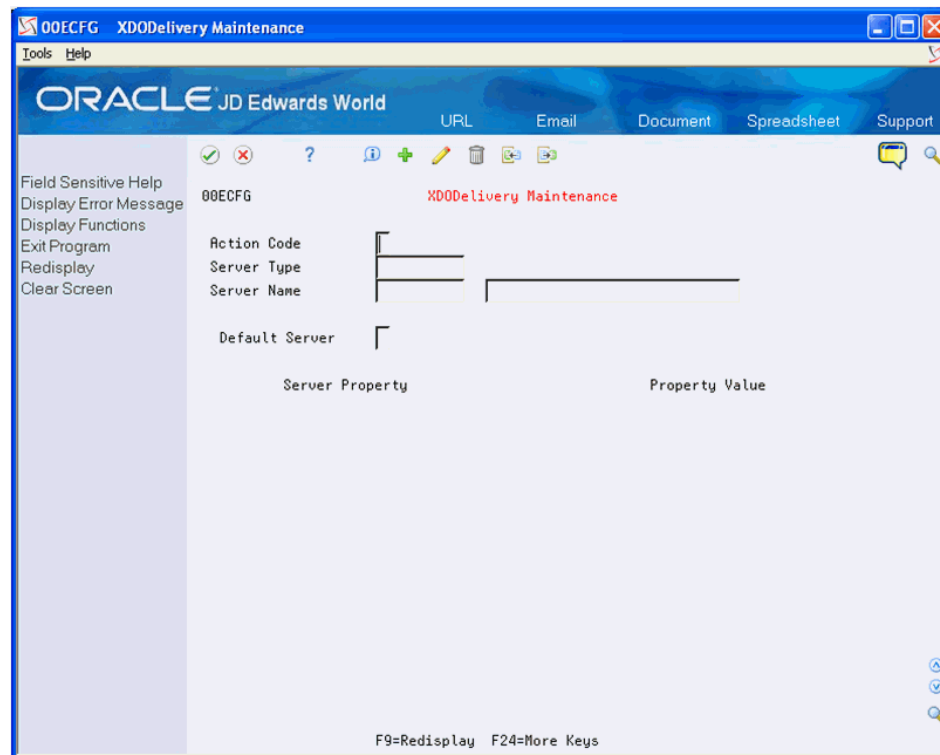 00ECFG XDODelivery Maintenance
Tools Help
ORACLE JD Edwards World
URL Email Document Spreadsheet Support
Field Sensitive Help
Display Error Message
Display Functions
Exit Program
Redisplay
Clear Screen
00ECFG XDODelivery Maintenance
Action Code
Server Type
Server Name
Default Server
Server Property Property Value
F9=Redisplay F24=More Keys